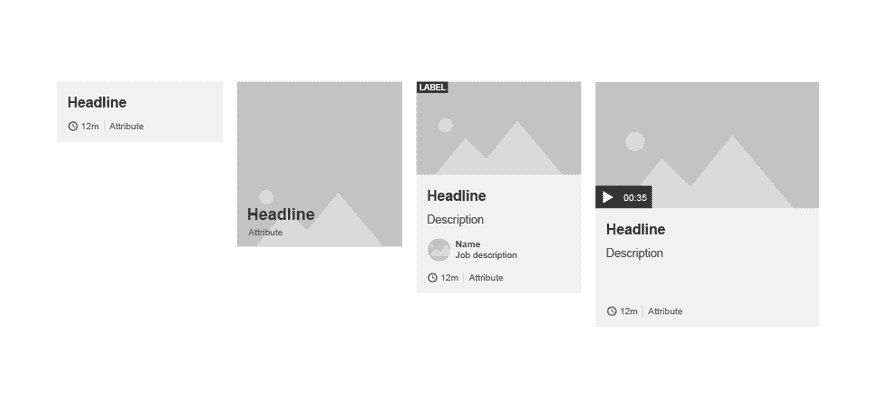 Headline
12m Attribute
Headline
Attribute
LABEL
Headline
Description
Name
Job description
12m Attribute
00:35
Headline
Description
12m Attribute